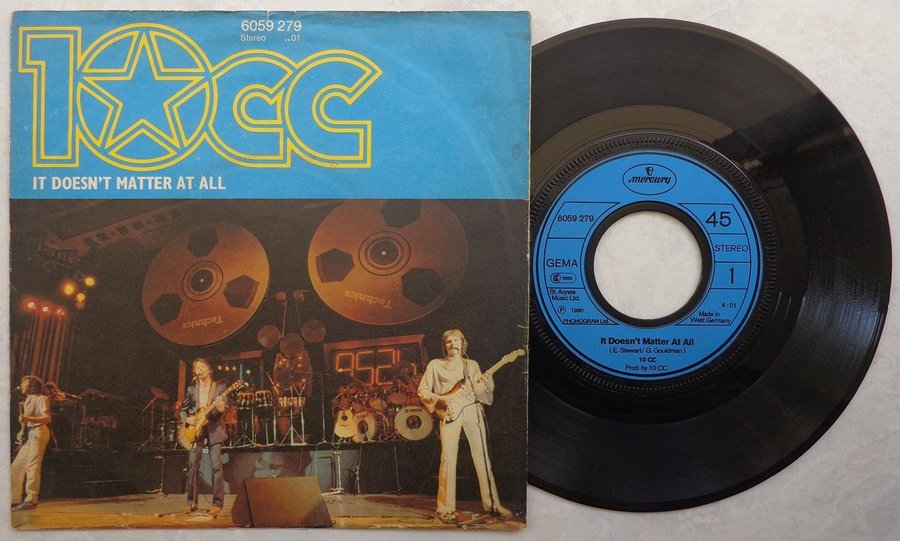 6059 279
Stereo ..01
10CC
IT DOESN'T MATTER AT ALL
Technics
Technics
mercury
6059 279
45
STEREO
GEMA
1
St. Annes
Music Ltd.
4:01
℗ 1980
Made in
West Germany
PHONOGRAM Ltd.
It Doesn't Matter At All
( E. Stewart/ G. Gouldman )
10 CC
Prod. by 10 CC